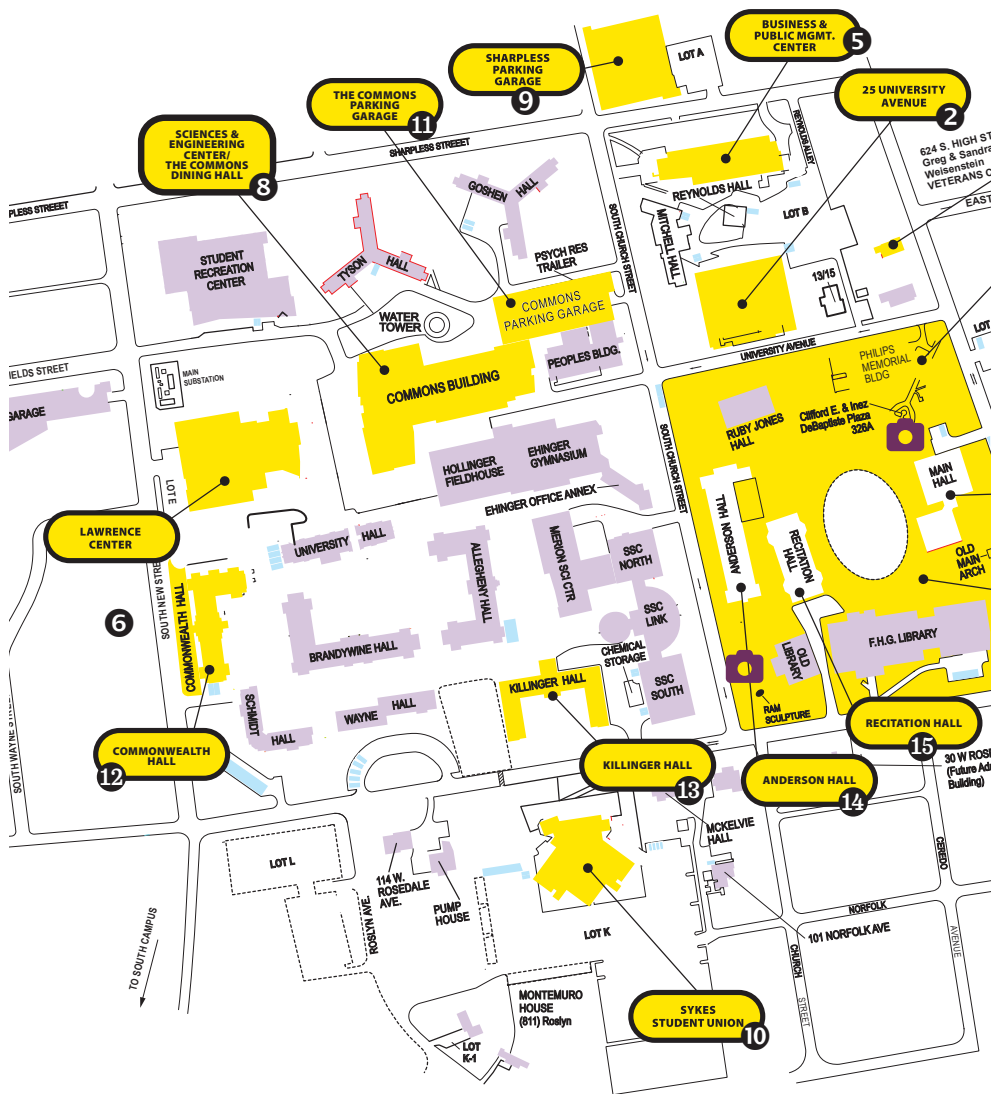 BUSINESS &
PUBLIC MGMT.
CENTER
5
SHARPLESS
PARKING
GARAGE
9
LOT A
25 UNIVERSITY
AVENUE
2
THE COMMONS
PARKING
GARAGE
11
SCIENCES &
ENGINEERING
CENTER/
THE COMMONS
DINING HALL
8
SHARPLESS STREEET
REYNOLDS ALLEY
624 S. HIGH ST
Greg & Sandra
Weisenstein
VETERANS C
EAST
PLESS STREEET
GOSHEN
HALL
REYNOLDS HALL
SOUTH CHURCH STREET
MITCHELL HALL
LOT B
STUDENT
RECREATION
CENTER
TYSON
HALL
PSYCH RES
TRAILER
13/15
COMMONS
PARKING GARAGE
WATER
TOWER
LOT
UNIVERSITY AVENUE
PHILIPS
MEMORIAL
BLDG
PEOPLES BLDG.
IELDS STREET
MAIN
SUBSTATION
COMMONS BUILDING
GARAGE
RUBY JONES
HALL
Clifford E. & Inez
DeBaptiste Plaza
326A
SOUTH CHURCH STREET
HOLLINGER
FIELDHOUSE
EHINGER
GYMNASIUM
MAIN
HALL
LOT E
EHINGER OFFICE ANNEX
ANDERSON HALL
RECITATION
HALL
LAWRENCE
CENTER
UNIVERSITY
HALL
ALLEGHENY HALL
MERION SCI CTR
SSC
NORTH
OLD
MAIN
ARCH
SOUTH NEW STREET
COMMONWEALTH HALL
6
SSC
LINK
BRANDYWINE HALL
CHEMICAL
STORAGE
OLD
LIBRARY
F.H.G. LIBRARY
KILLINGER HALL
SSC
SOUTH
RAM
SCULPTURE
SCHMIDT
HALL
WAYNE
HALL
SOUTH WAYNE STREET
COMMONWEALTH
HALL
12
RECITATION HALL
15
KILLINGER HALL
13
ANDERSON HALL
14
30 W ROSE
(Future Adm
Building)
MCKELVIE
HALL
CENEDO
AVENUE
LOT L
114 W.
ROSEDALE
AVE.
PUMP
HOUSE
ROSLYN AVE.
LOT K
NORFOLK
101 NORFOLK AVE
CHURCH
STREET
TO SOUTH CAMPUS
MONTEMURO
HOUSE
(811) Roslyn
SYKES
STUDENT UNION
10
LOT
K-1